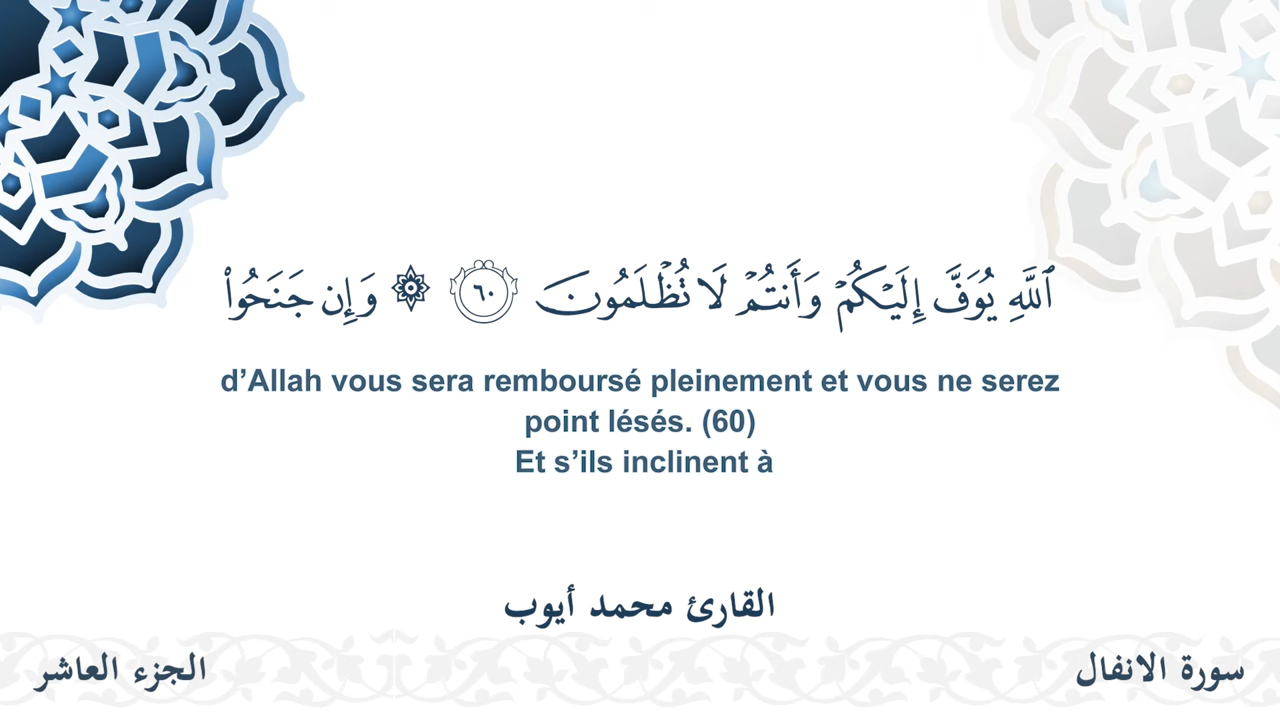 ٱللَّهِ يُوَفَّ إِلَيۡكُمۡ وَأَنتُمۡ لَا تُظۡلَمُونَ ٦٠ ۞ وَإِن جَنَحُواْ
d’Allah vous sera remboursé pleinement et vous ne serez
point lésés. (60)
Et s’ils inclinent à
القارئ محمد أيوب
سورة الانفال
الجزء العاشر